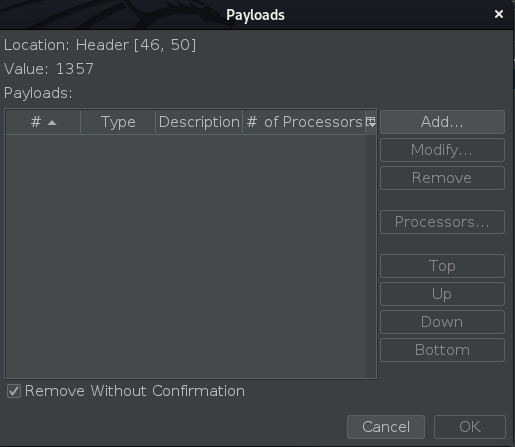 Payloads
Location: Header [46, 50]
Value: 1357
Payloads:
# Type Description # of Processors
Add...
Modify...
Remove
Processors...
Top
Up
Down
Bottom
Remove Without Confirmation
Cancel OK